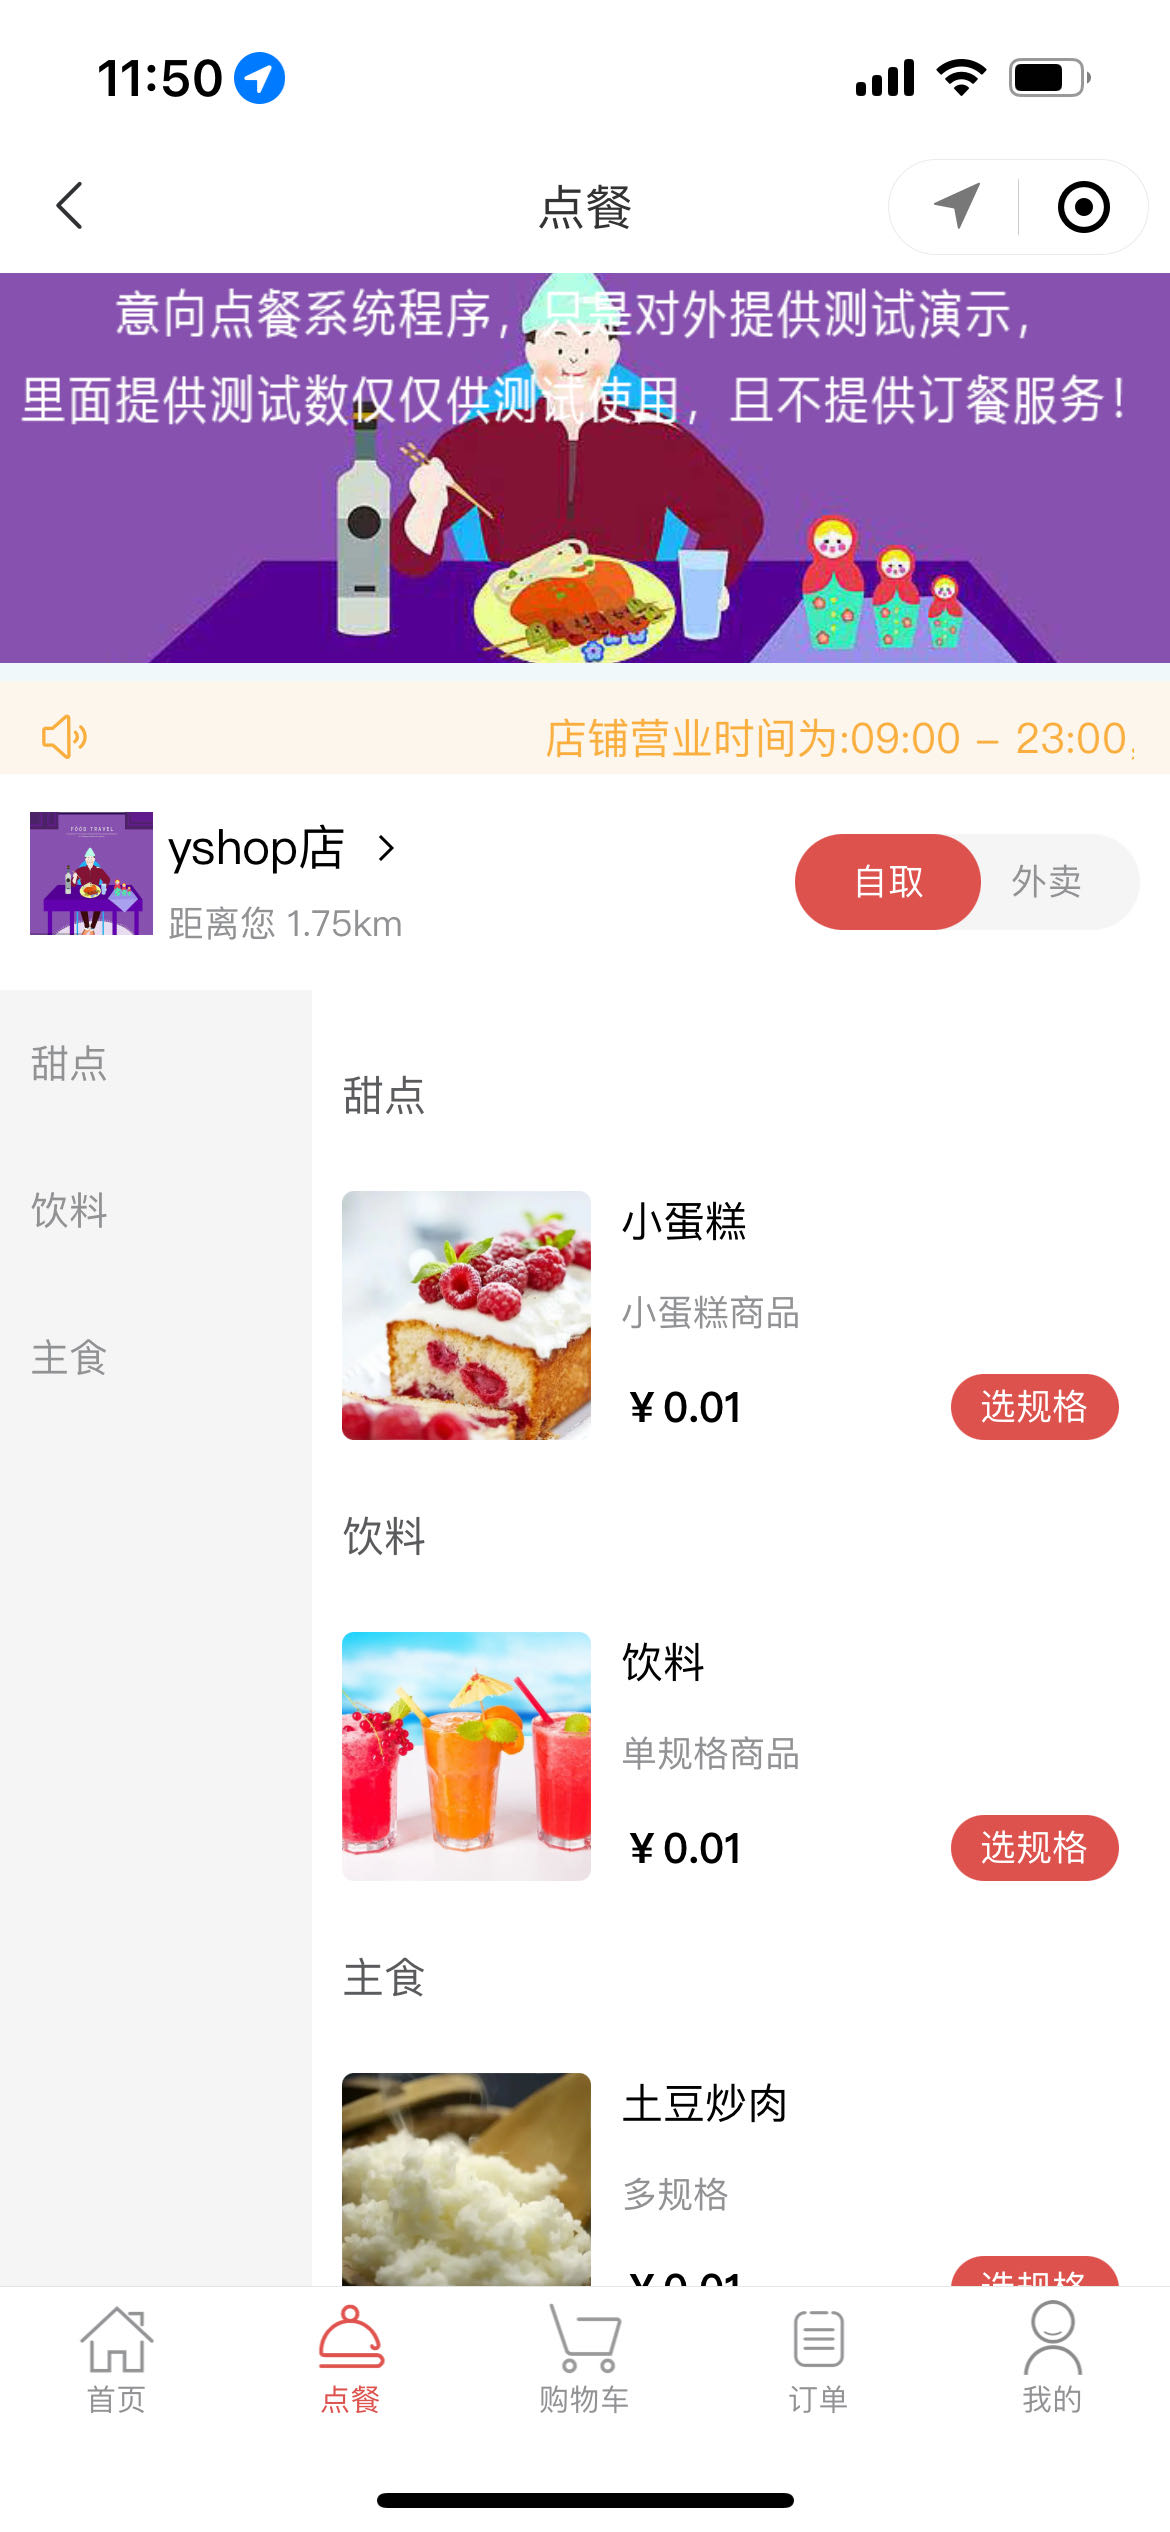 11:50
点餐
意向点餐系统程序，只是对外提供测试演示，
里面提供测试数仅仅供测试使用，且不提供订餐服务！
店铺营业时间为:09:00 – 23:00,
FOOD TRAVEL
yshop店
距离您 1.75km
自取 外卖
甜点
饮料
主食
甜点
小蛋糕
小蛋糕商品
¥ 0.01 选规格
饮料
饮料
单规格商品
¥ 0.01 选规格
主食
土豆炒肉
多规格
¥ 0.01 选规格
首页 点餐 购物车 订单 我的